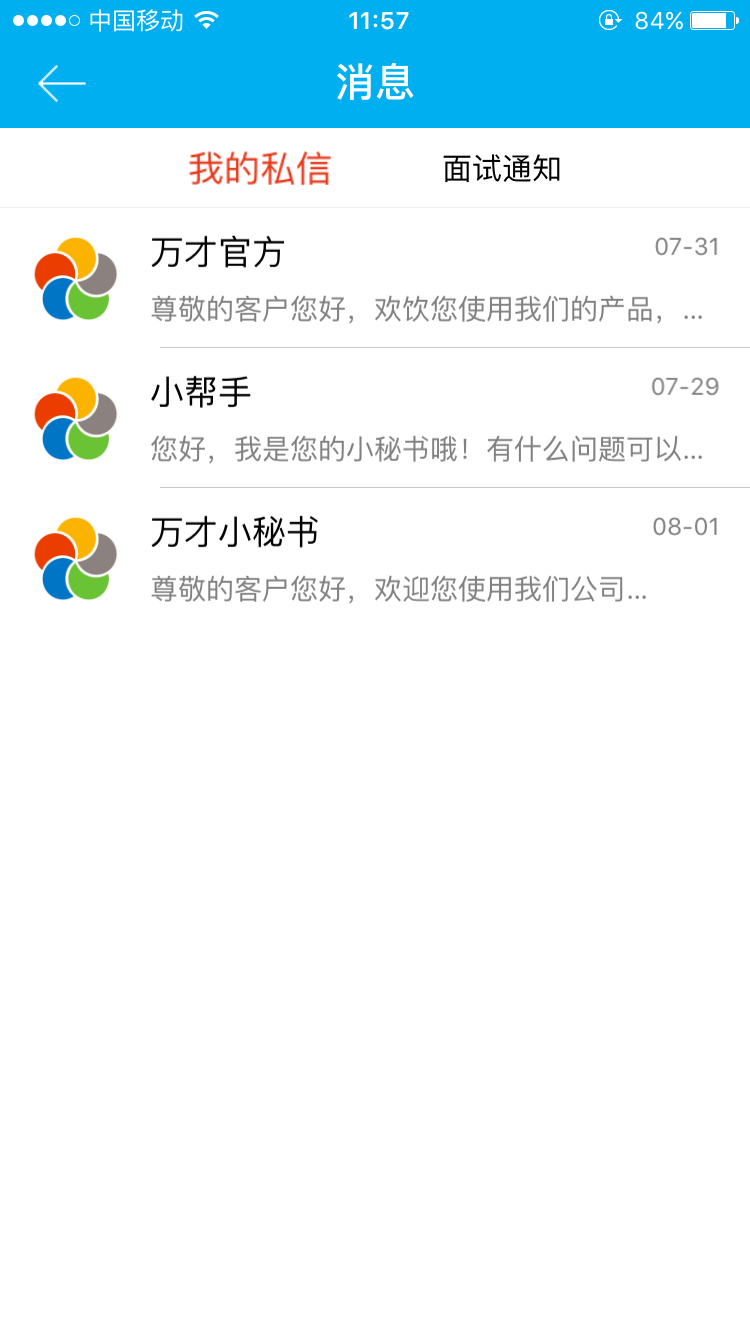 中国移动 11:57 84%
消息
我的私信 面试通知
万才官方 07-31
尊敬的客户您好，欢饮您使用我们的产品，...
小帮手 07-29
您好，我是您的小秘书哦！有什么问题可以...
万才小秘书 08-01
尊敬的客户您好，欢迎您使用我们公司...